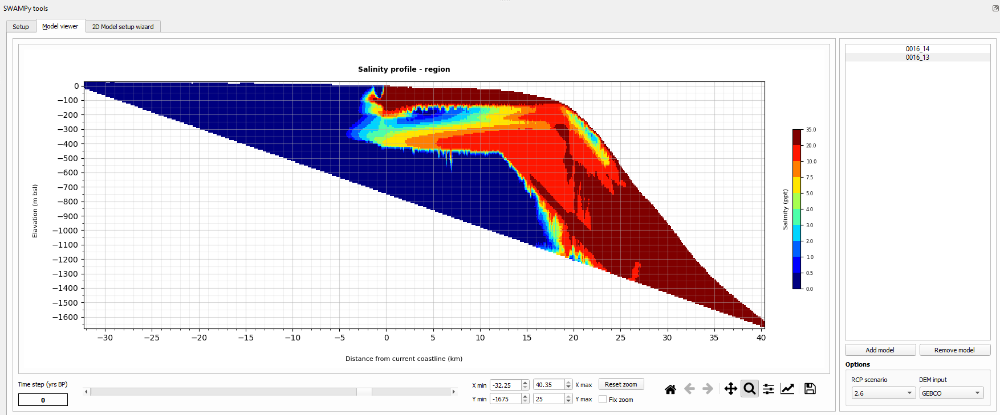 SWAMPy tools
Setup Model viewer 2D Model setup wizard
Salinity profile - region
0
−100
−200
−300
−400
−500
−600
−700
−800
−900
−1000
−1100
−1200
−1300
−1400
−1500
−1600
Elavation (m bsl)
−30 −25 −20 −15 −10 −5 0 5 10 15 20 25 30 35 40
Distance from current coastline (km)
Salinity (ppt)
35.0
20.0
10.0
7.5
5.0
4.0
3.0
2.0
1.0
0.5
0.0
Time step (yrs BP)
0
X min -32.25 40.35 X max Reset zoom
Y min -1675 25 Y max Fix zoom
0016_14
0016_13
Add model Remove model
Options
RCP scenario DEM input
2.6 GEBCO